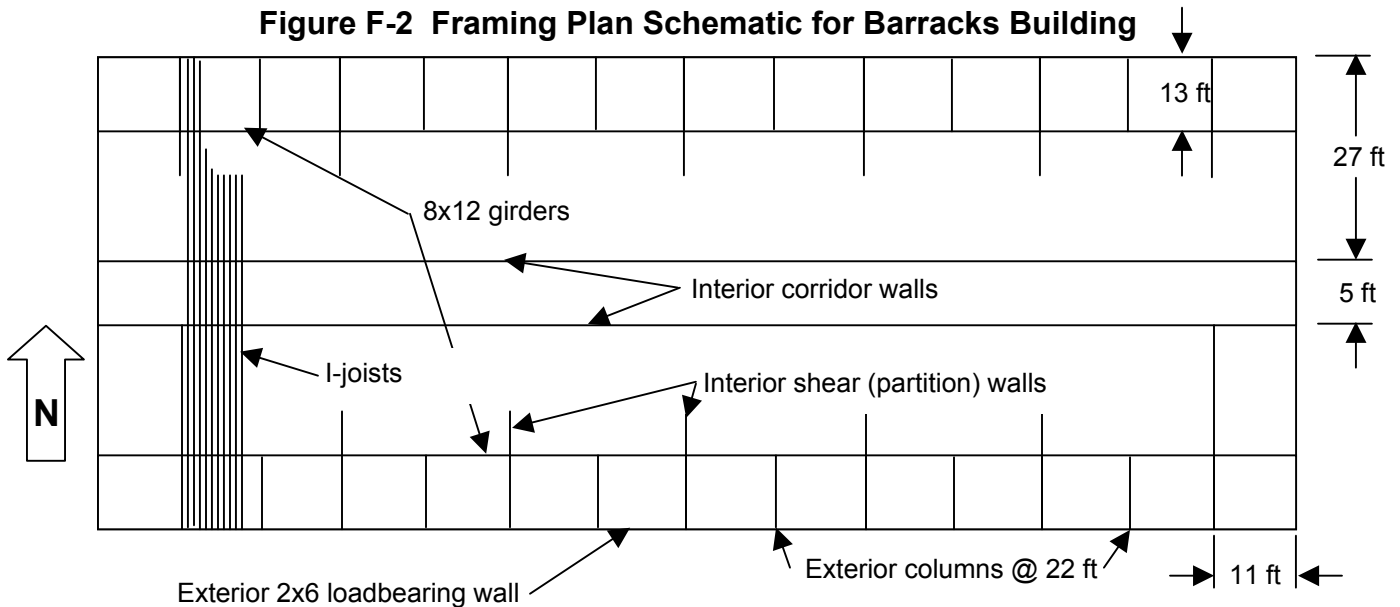 Figure F-2 Framing Plan Schematic for Barracks Building
13 ft
27 ft
8x12 girders
Interior corridor walls
5 ft
I-joists
Interior shear (partition) walls
N
Exterior columns @ 22 ft
11 ft
Exterior 2x6 loadbearing wall